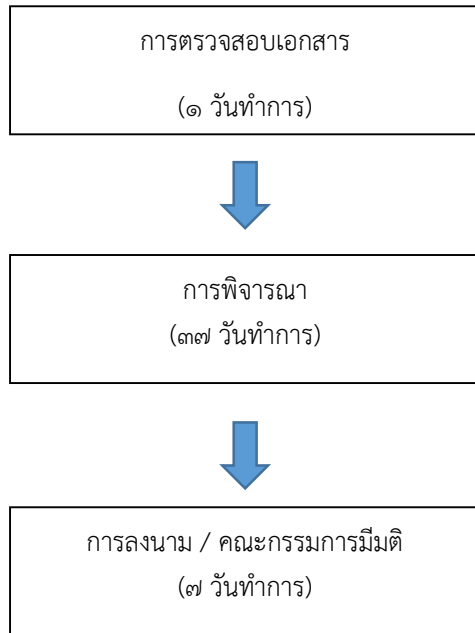 การตรวจสอบเอกสาร
(๑ วันทำการ)
การพิจารณา
(๓๗ วันทำการ)
การลงนาม / คณะกรรมการมีมติ
(๗ วันทำการ)